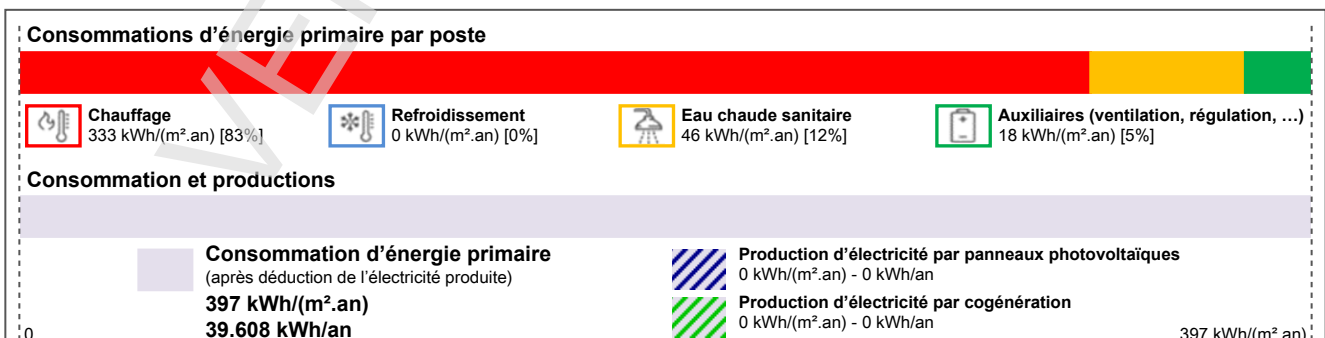 Consommations d'énergie primaire par poste
Chauffage
333 kWh/(m².an) [83%]
Refroidissement
0 kWh/(m².an) [0%]
Eau chaude sanitaire
46 kWh/(m².an) [12%]
Auxiliaires (ventilation, régulation, …)
18 kWh/(m².an) [5%]
Consommation et productions
Consommation d'énergie primaire
(après déduction de l'électricité produite)
397 kWh/(m².an)
39.608 kWh/an
Production d'électricité par panneaux photovoltaïques
0 kWh/(m².an) - 0 kWh/an
Production d'électricité par cogénération
0 kWh/(m².an) - 0 kWh/an
0
397 kWh/(m².an)